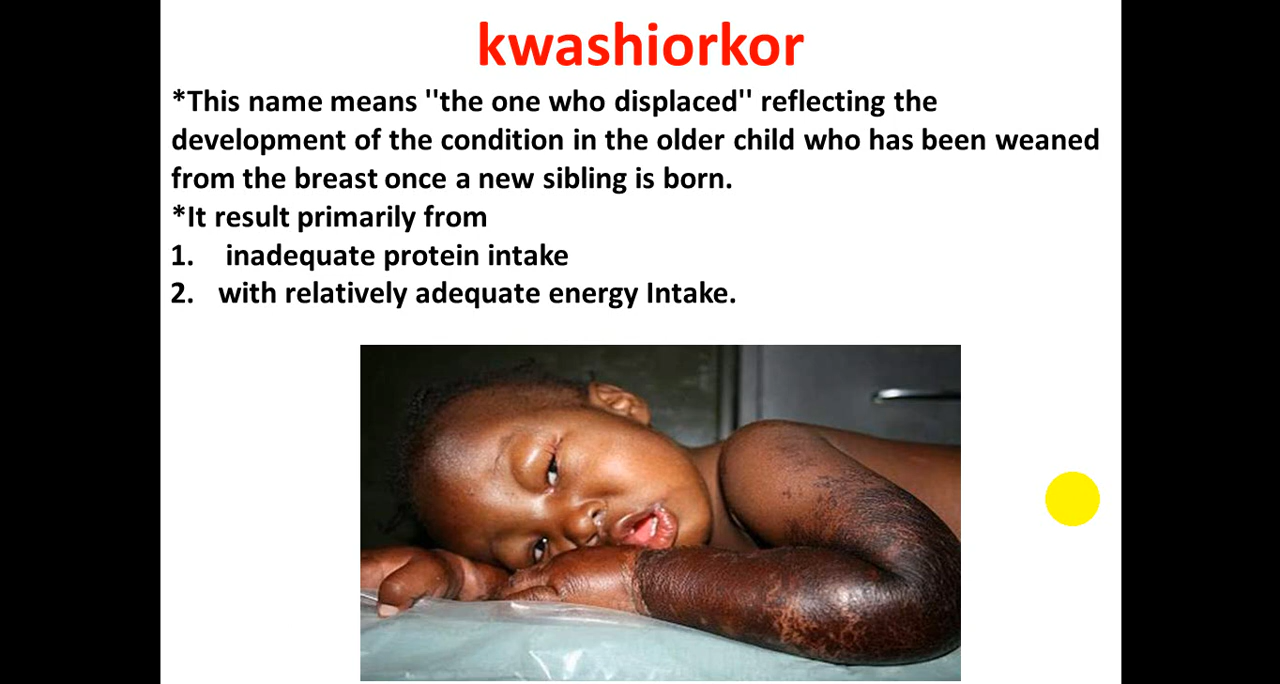 kwashiorkor
*This name means ''the one who displaced'' reflecting the
development of the condition in the older child who has been weaned
from the breast once a new sibling is born.
*It result primarily from
1. inadequate protein intake
2. with relatively adequate energy Intake.